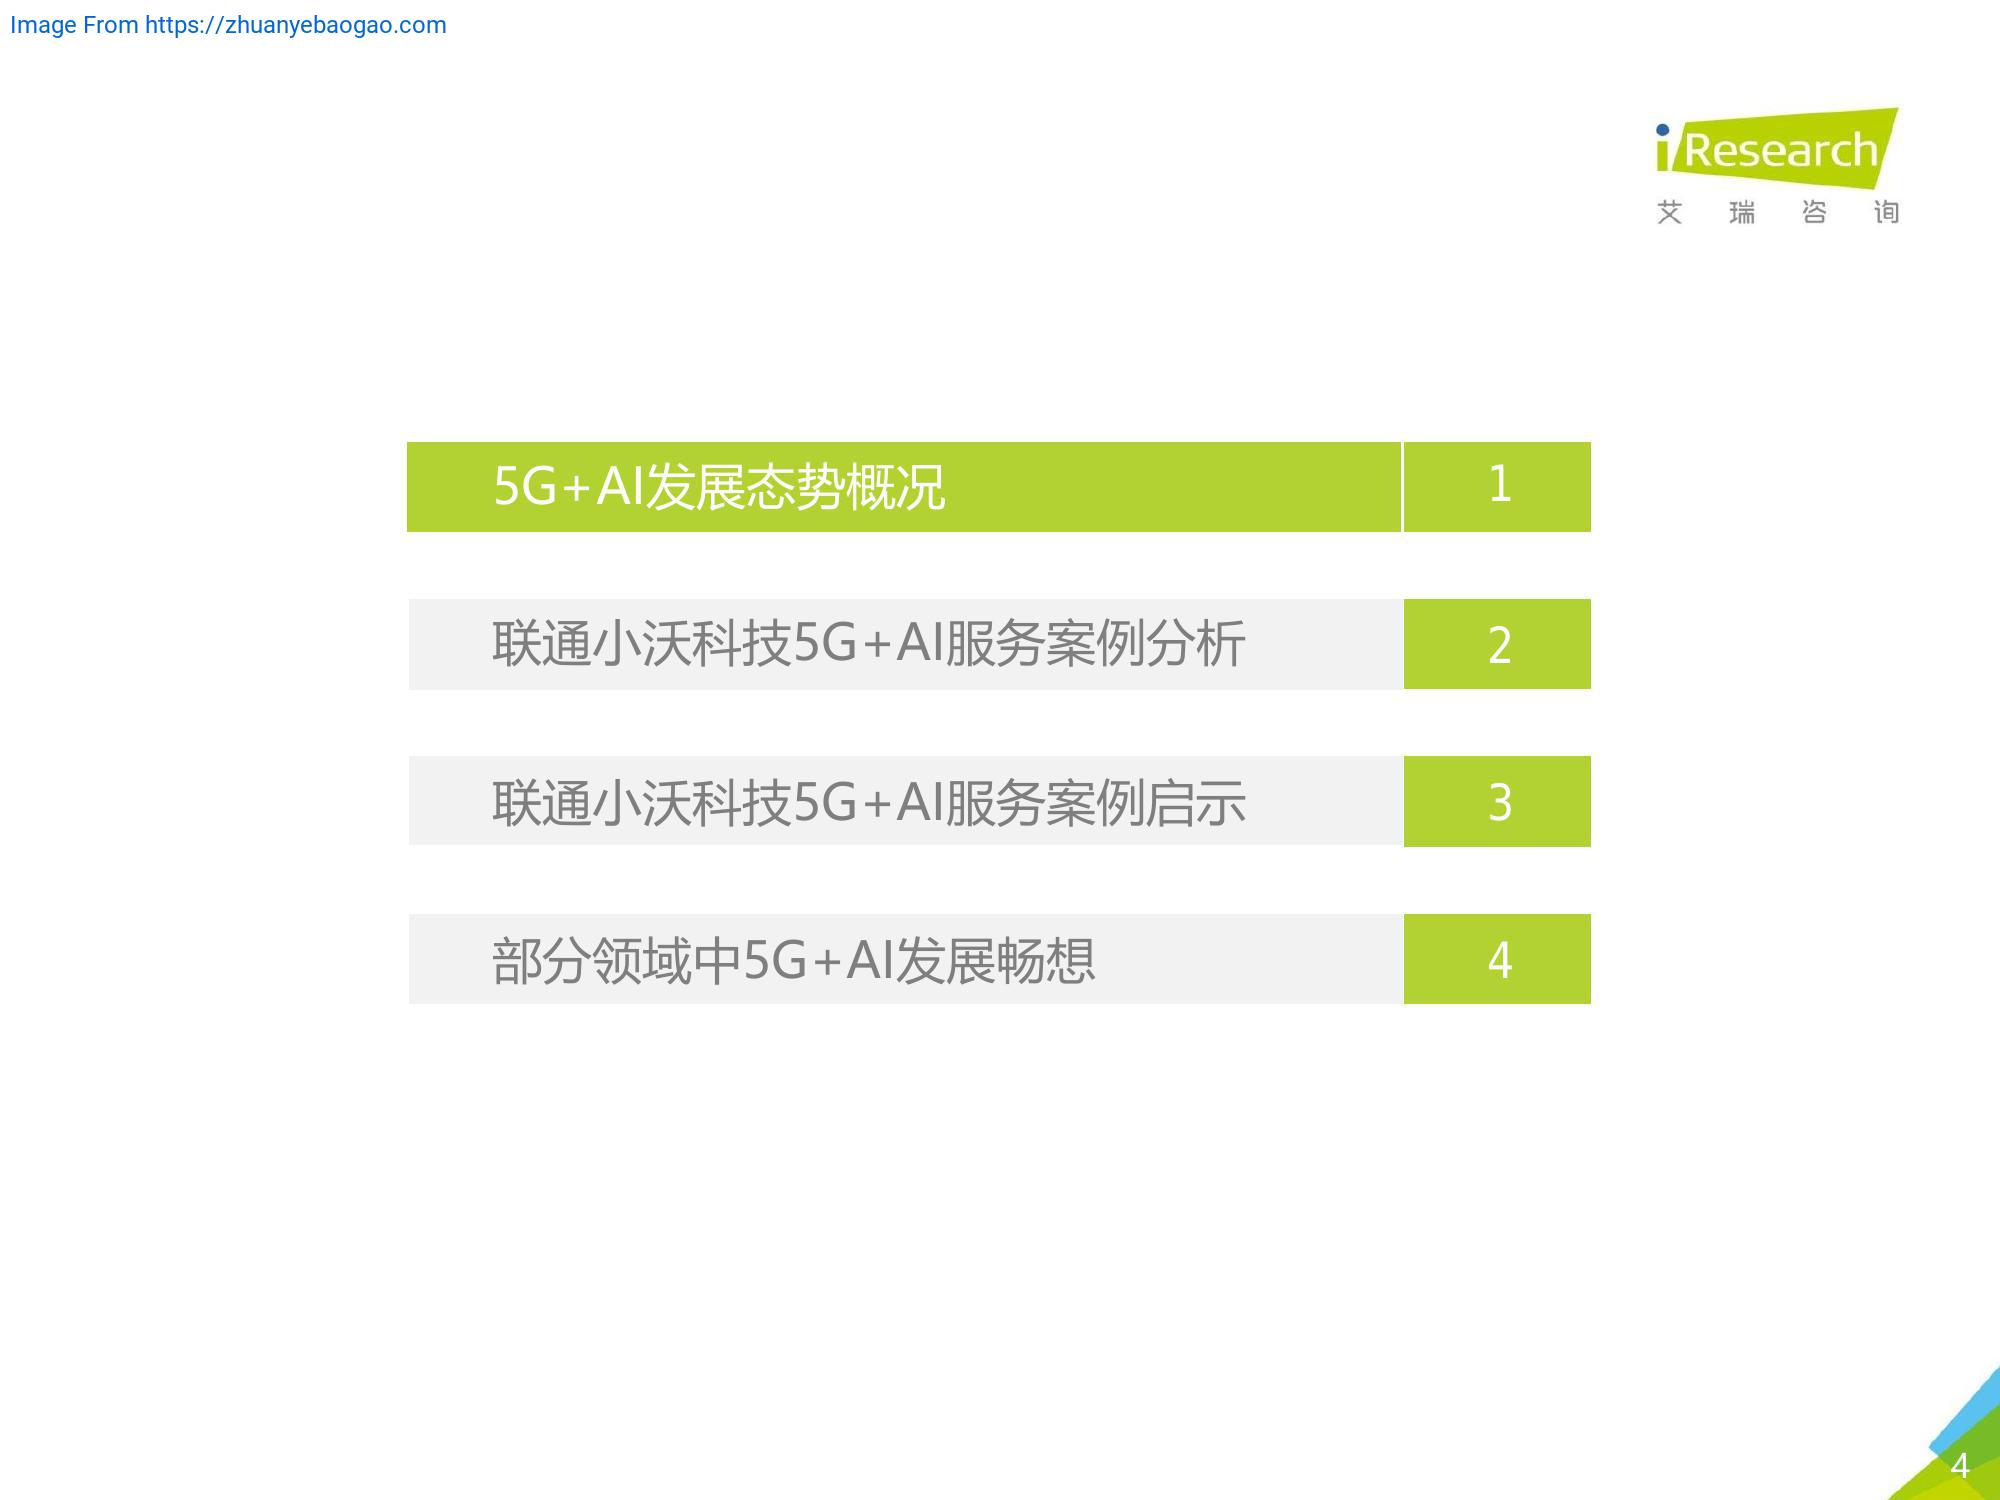 Image From https://zhuanyebaogao.com
iResearch
艾瑞咨询
5G+AI发展态势概况 1
联通小沃科技5G+AI服务案例分析 2
联通小沃科技5G+AI服务案例启示 3
部分领域中5G+AI发展畅想 4
4